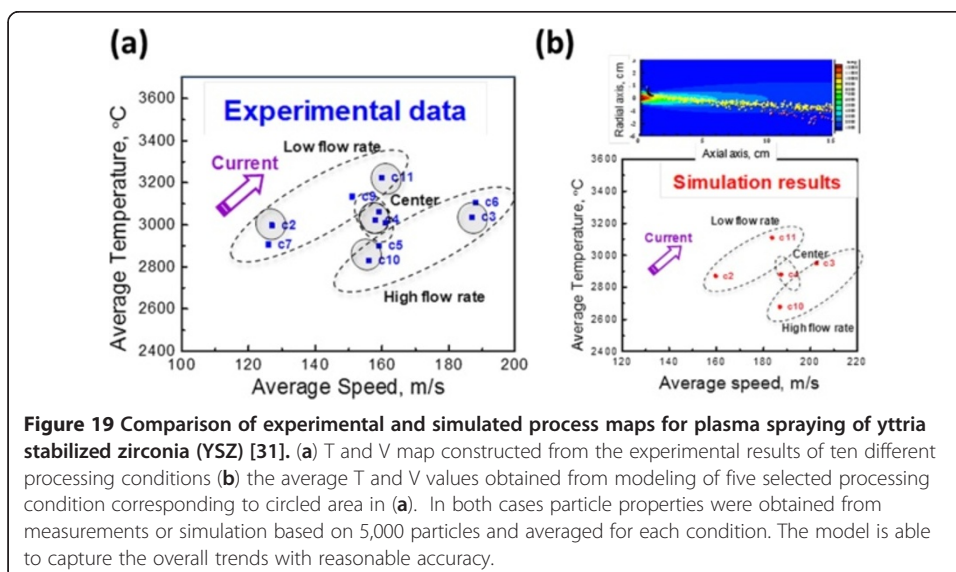 (a)
(b)
Experimental data
Low flow rate
Current
c11
c9
Center
c4
c6
c3
c2
c7
c5
c10
High flow rate
3600
3400
3200
3000
2800
2600
2400
Average Temperature, °C
100 120 140 160 180 200
Average Speed, m/s
Radial axis, cm
0 5 10 15
Axial axis, cm
Simulation results
Low flow rate
Current
c11
Center
c2
c4
c3
c10
High flow rate
3600
3400
3200
3000
2800
2600
2400
Average Temperature, °C
120 140 160 180 200 220
Average speed, m/s
Figure 19 Comparison of experimental and simulated process maps for plasma spraying of yttria
stabilized zirconia (YSZ) [31]. (a) T and V map constructed from the experimental results of ten different
processing conditions (b) the average T and V values obtained from modeling of five selected processing
condition corresponding to circled area in (a). In both cases particle properties were obtained from
measurements or simulation based on 5,000 particles and averaged for each condition. The model is able
to capture the overall trends with reasonable accuracy.